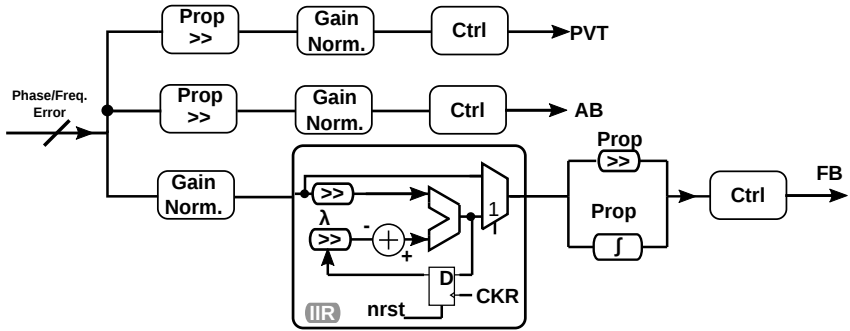 Prop
>>
Gain
Norm.
Ctrl
PVT
Phase/Freq.
Error
Prop
>>
Gain
Norm.
Ctrl
AB
Gain
Norm.
>>
λ
>>
-
+
1
D
CKR
nrst
IIR
Prop
>>
Prop
∫
Ctrl
FB